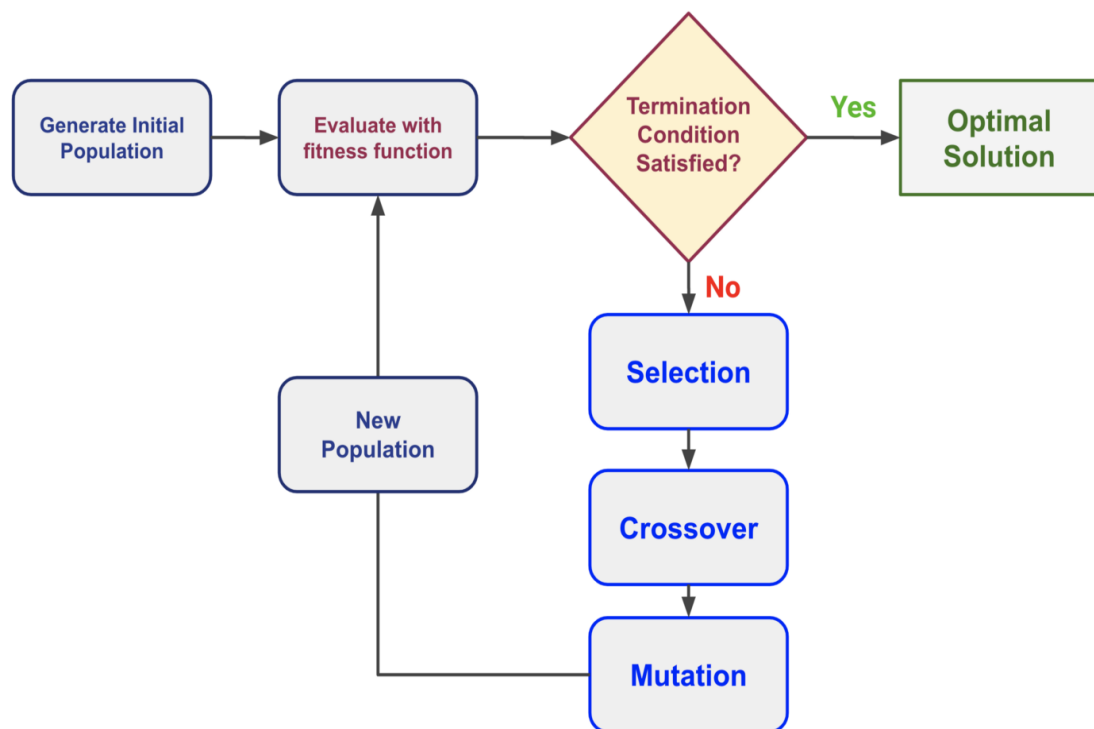 Generate Initial
Population
Evaluate with
fitness function
Termination
Condition
Satisfied?
Yes
Optimal
Solution
No
Selection
New
Population
Crossover
Mutation